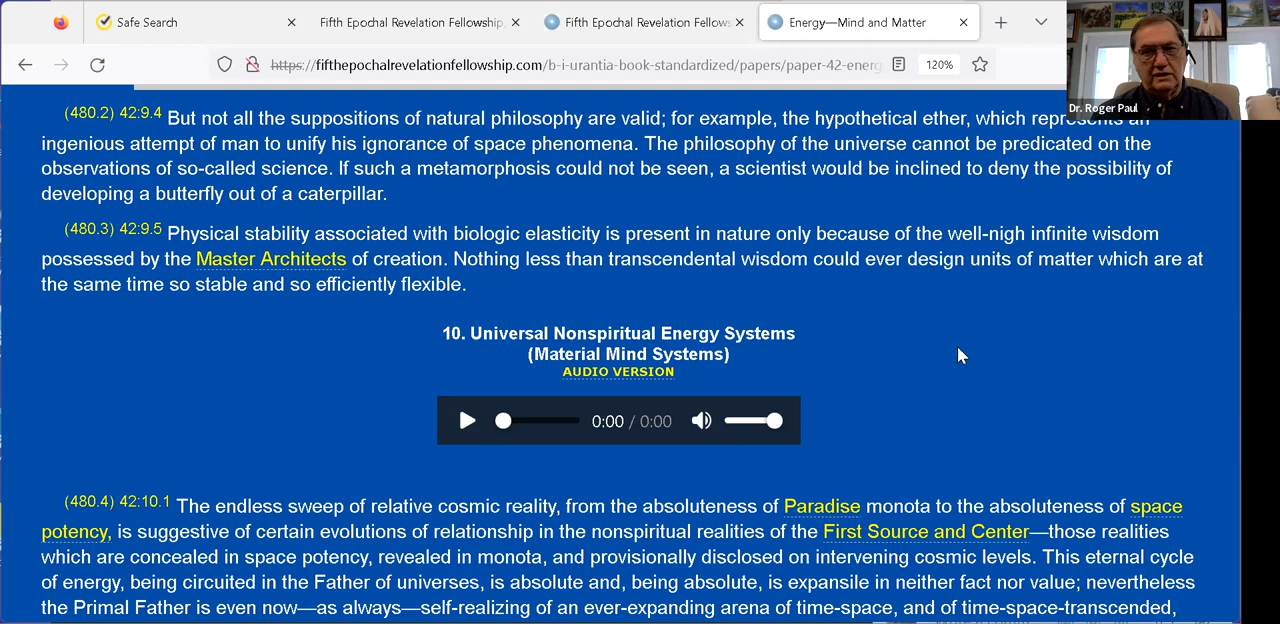 Safe Search
Fifth Epochal Revelation Fellowship
Fifth Epochal Revelation Fellows
Energy—Mind and Matter
https://fifthepochalrevelationfellowship.com/b-i-urantia-book-standardized/papers/paper-42-energ
120%
Dr. Roger Paul
(480.2) 42:9.4 But not all the suppositions of natural philosophy are valid; for example, the hypothetical ether, which represents an
ingenious attempt of man to unify his ignorance of space phenomena. The philosophy of the universe cannot be predicated on the
observations of so-called science. If such a metamorphosis could not be seen, a scientist would be inclined to deny the possibility of
developing a butterfly out of a caterpillar.
(480.3) 42:9.5 Physical stability associated with biologic elasticity is present in nature only because of the well-nigh infinite wisdom
possessed by the Master Architects of creation. Nothing less than transcendental wisdom could ever design units of matter which are at
the same time so stable and so efficiently flexible.
10. Universal Nonspiritual Energy Systems
(Material Mind Systems)
AUDIO VERSION
0:00 / 0:00
(480.4) 42:10.1 The endless sweep of relative cosmic reality, from the absoluteness of Paradise monota to the absoluteness of space
potency, is suggestive of certain evolutions of relationship in the nonspiritual realities of the First Source and Center—those realities
which are concealed in space potency, revealed in monota, and provisionally disclosed on intervening cosmic levels. This eternal cycle
of energy, being circuited in the Father of universes, is absolute and, being absolute, is expansile in neither fact nor value; nevertheless
the Primal Father is even now—as always—self-realizing of an ever-expanding arena of time-space, and of time-space-transcended,